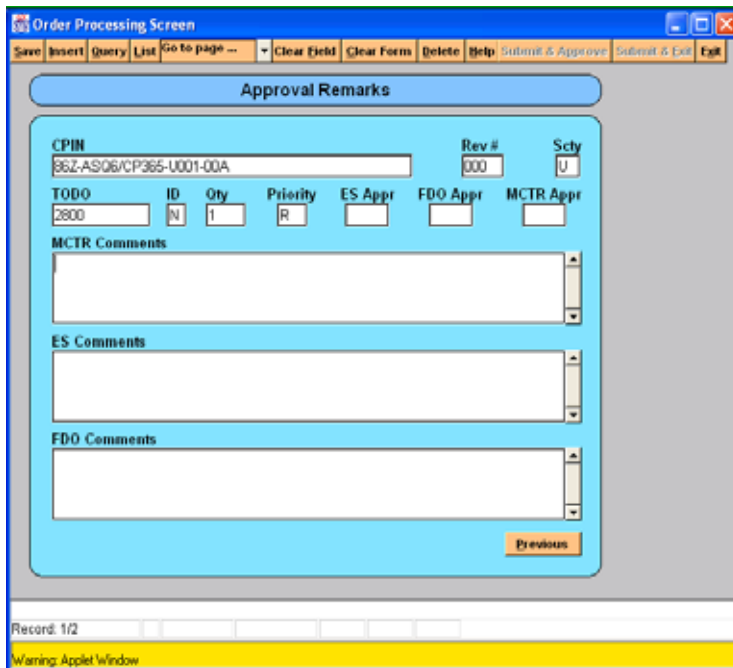 Order Processing Screen
Save Insert Query List Go to page ... Clear Field Clear Form Delete Help Submit & Approve Submit & Exit Exit
Approval Remarks
CPIN Rev # Scty
86Z-ASQ6/CP365-U001-00A 000 U
TODO ID Qty Priority ES Appr FDO Appr MCTR Appr
2800 N 1 R
MCTR Comments
ES Comments
FDO Comments
Previous
Record: 1/2
Warning: Applet Window